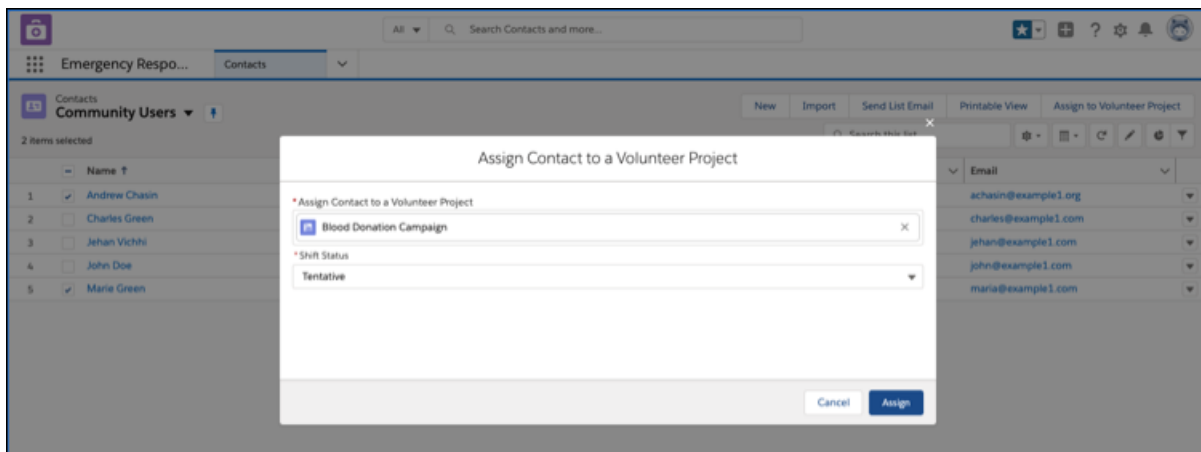 All
Search Contacts and more...
Emergency Respo...
Contacts
Contacts
Community Users
New
Import
Send List Email
Printable View
Assign to Volunteer Project
2 items selected
Search this list...
Name ↑
Email
1 Andrew Chasin achasin@example1.org
2 Charles Green charles@example1.com
3 Jehan Vichhi jehan@example1.com
4 John Doe john@example1.com
5 Marie Green maria@example1.com
Assign Contact to a Volunteer Project
*Assign Contact to a Volunteer Project
Blood Donation Campaign
*Shift Status
Tentative
Cancel
Assign